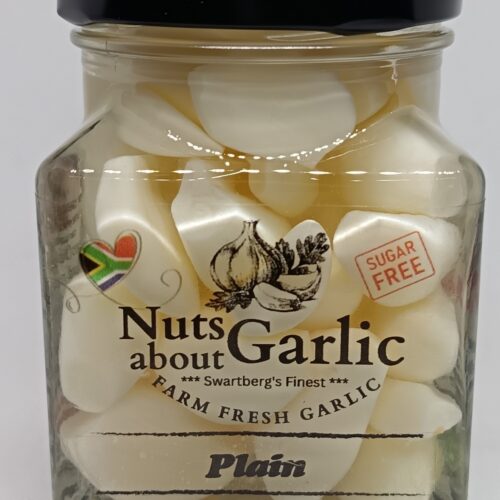 SUGAR
FREE
Nuts
about Garlic
*** Swartberg's Finest ***
FARM FRESH GARLIC
Plain